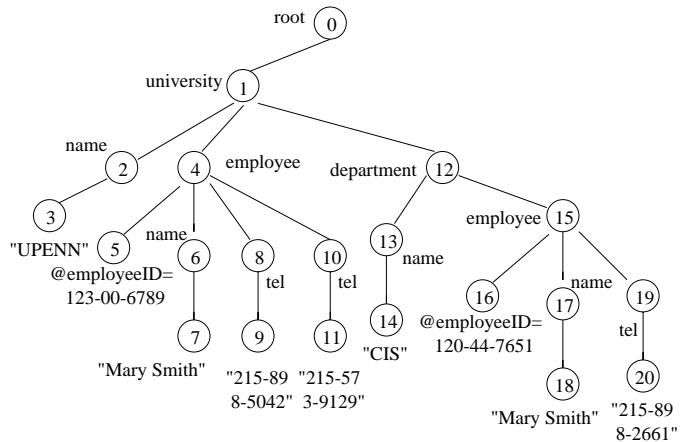 root 0
university 1
name 2
4 employee
department 12
3
"UPENN"
5
@employeeID=
123-00-6789
name
6
8
tel
10
tel
13
name
employee 15
7
"Mary Smith"
9
"215-89
8-5042"
11
"215-57
3-9129"
14
"CIS"
16
@employeeID=
120-44-7651
name
17
19
tel
18
"Mary Smith"
20
"215-89
8-2661"